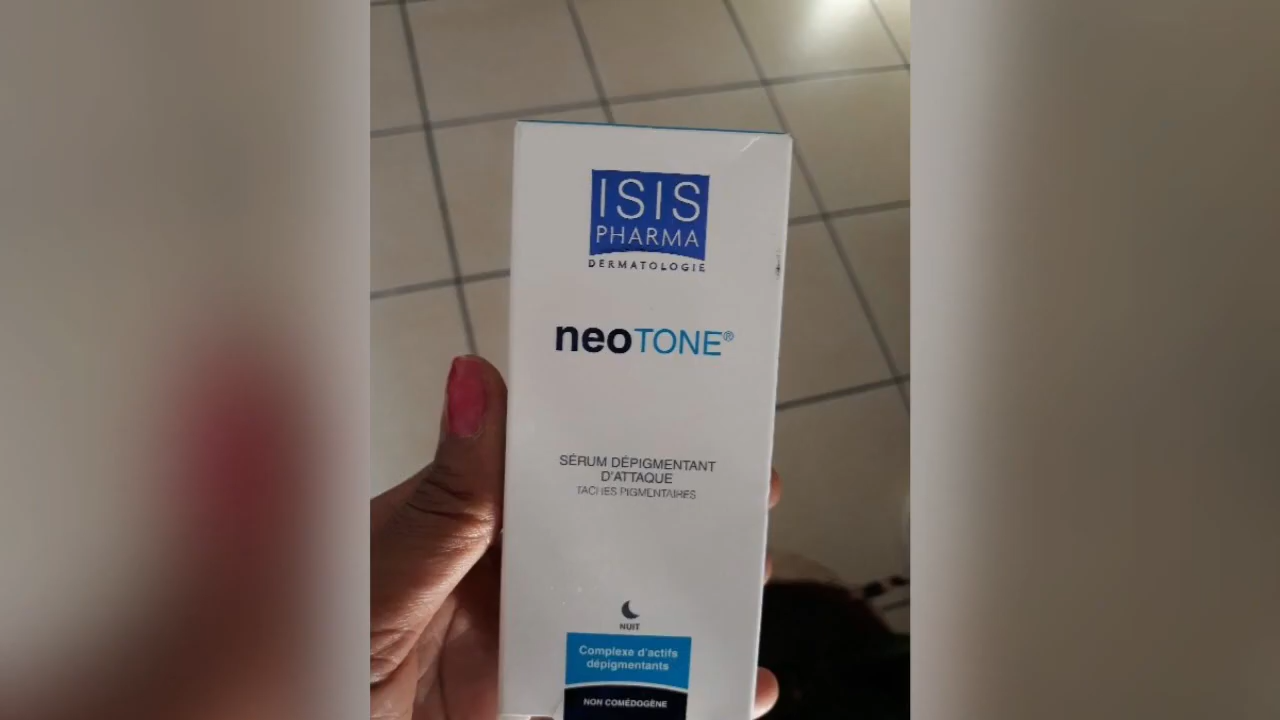 ISIS
PHARMA
DERMATOLOGIE
neoTONE®
SÉRUM DÉPIGMENTANT
D'ATTAQUE
TACHES PIGMENTAIRES
NUIT
Complexe d'actifs
dépigmentants
NON COMÉDOGÈNE